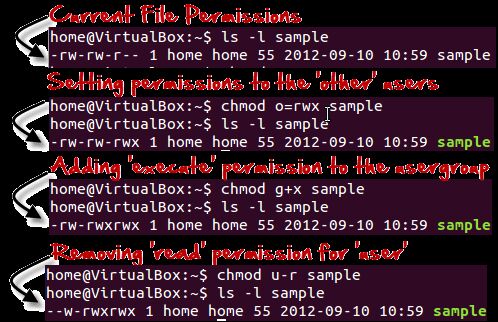 Current File Permissions
home@VirtualBox:~$ ls -l sample
-rw-rw-r-- 1 home home 55 2012-09-10 10:59 sample
Setting permissions to the 'other' users
home@VirtualBox:~$ chmod o=rwx sample
home@VirtualBox:~$ ls -l sample
-rw-rw-rwx 1 home home 55 2012-09-10 10:59 sample
Adding 'execute' permission to the usergroup
home@VirtualBox:~$ chmod g+x sample
home@VirtualBox:~$ ls -l sample
-rw-rwxrwx 1 home home 55 2012-09-10 10:59 sample
Removing 'read' permission for 'user'
home@VirtualBox:~$ chmod u-r sample
home@VirtualBox:~$ ls -l sample
--w-rwxrwx 1 home home 55 2012-09-10 10:59 sample